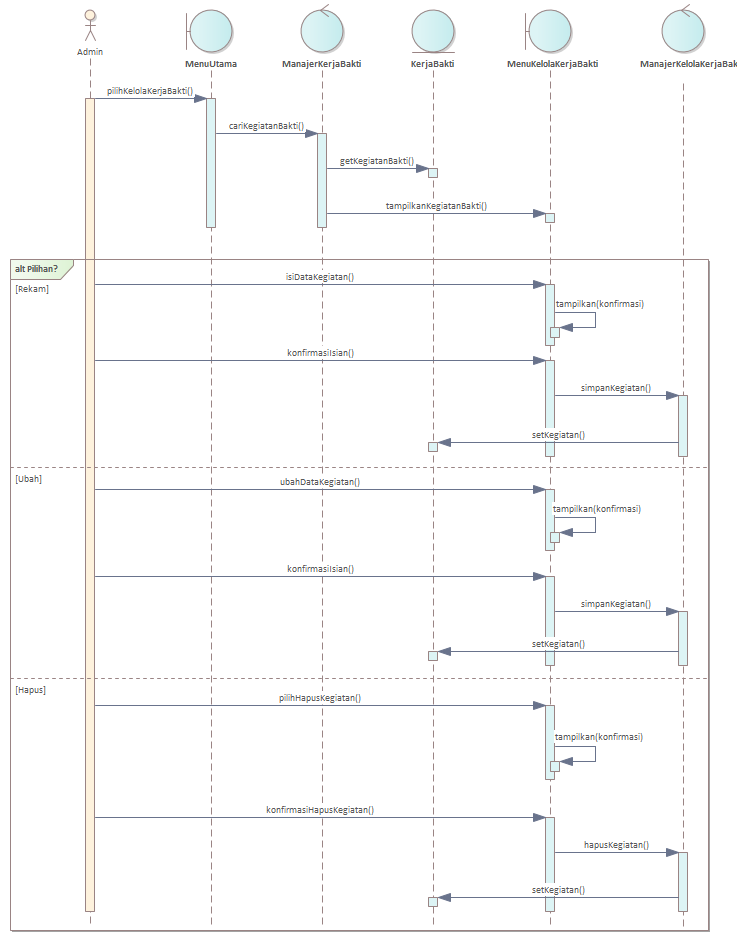 Admin
MenuUtama
ManajerKerjaBakti
KerjaBakti
MenuKelolaKerjaBakti
ManajerKelolaKerjaBak
pilihKelolaKerjaBakti()
cariKegiatanBakti()
getKegiatanBakti()
tampilkanKegiatanBakti()
alt Pilihan?
[Rekam]
isiDataKegiatan()
tampilkan(konfirmasi)
konfirmasiIsian()
simpanKegiatan()
setKegiatan()
[Ubah]
ubahDataKegiatan()
tampilkan(konfirmasi)
konfirmasiIsian()
simpanKegiatan()
setKegiatan()
[Hapus]
pilihHapusKegiatan()
tampilkan(konfirmasi)
konfirmasiHapusKegiatan()
hapusKegiatan()
setKegiatan()